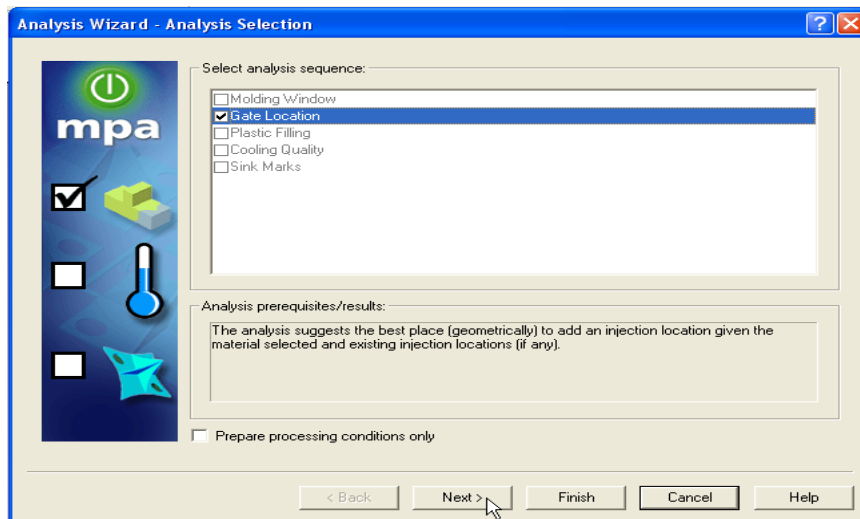 Analysis Wizard - Analysis Selection
mpa
Select analysis sequence:
Molding Window
Gate Location
Plastic Filling
Cooling Quality
Sink Marks
Analysis prerequisites/results:
The analysis suggests the best place (geometrically) to add an injection location given the
material selected and existing injection locations (if any).
Prepare processing conditions only
< Back Next > Finish Cancel Help